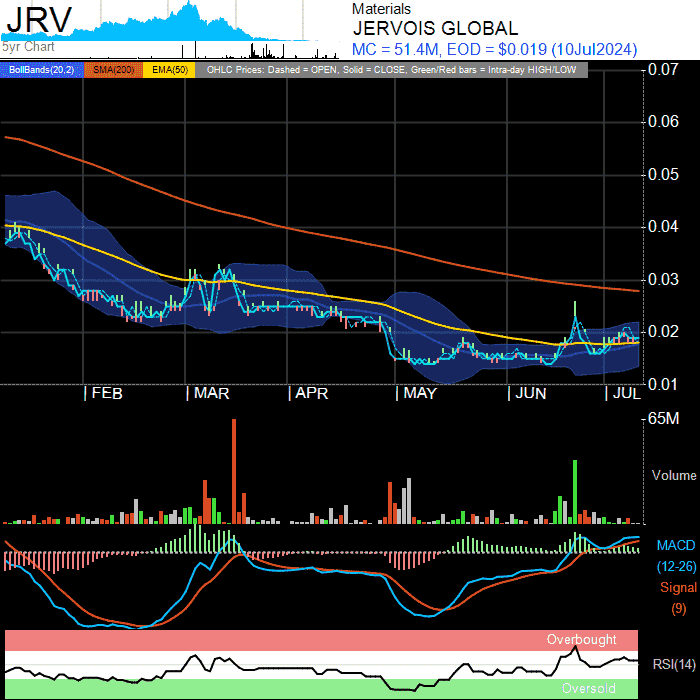 JRV
5yr Chart
Materials
JERVOIS GLOBAL
MC = 51.4M, EOD = $0.019 (10Jul2024)
BollBands(20,2) SMA(200) EMA(50) OHLC Prices: Dashed = OPEN, Solid = CLOSE, Green/Red bars = Intra-day HIGH/LOW
0.07
0.06
0.05
0.04
0.03
0.02
0.01
FEB MAR APR MAY JUN JUL
65M
Volume
MACD
(12-26)
Signal
(9)
Overbought
RSI(14)
Oversold